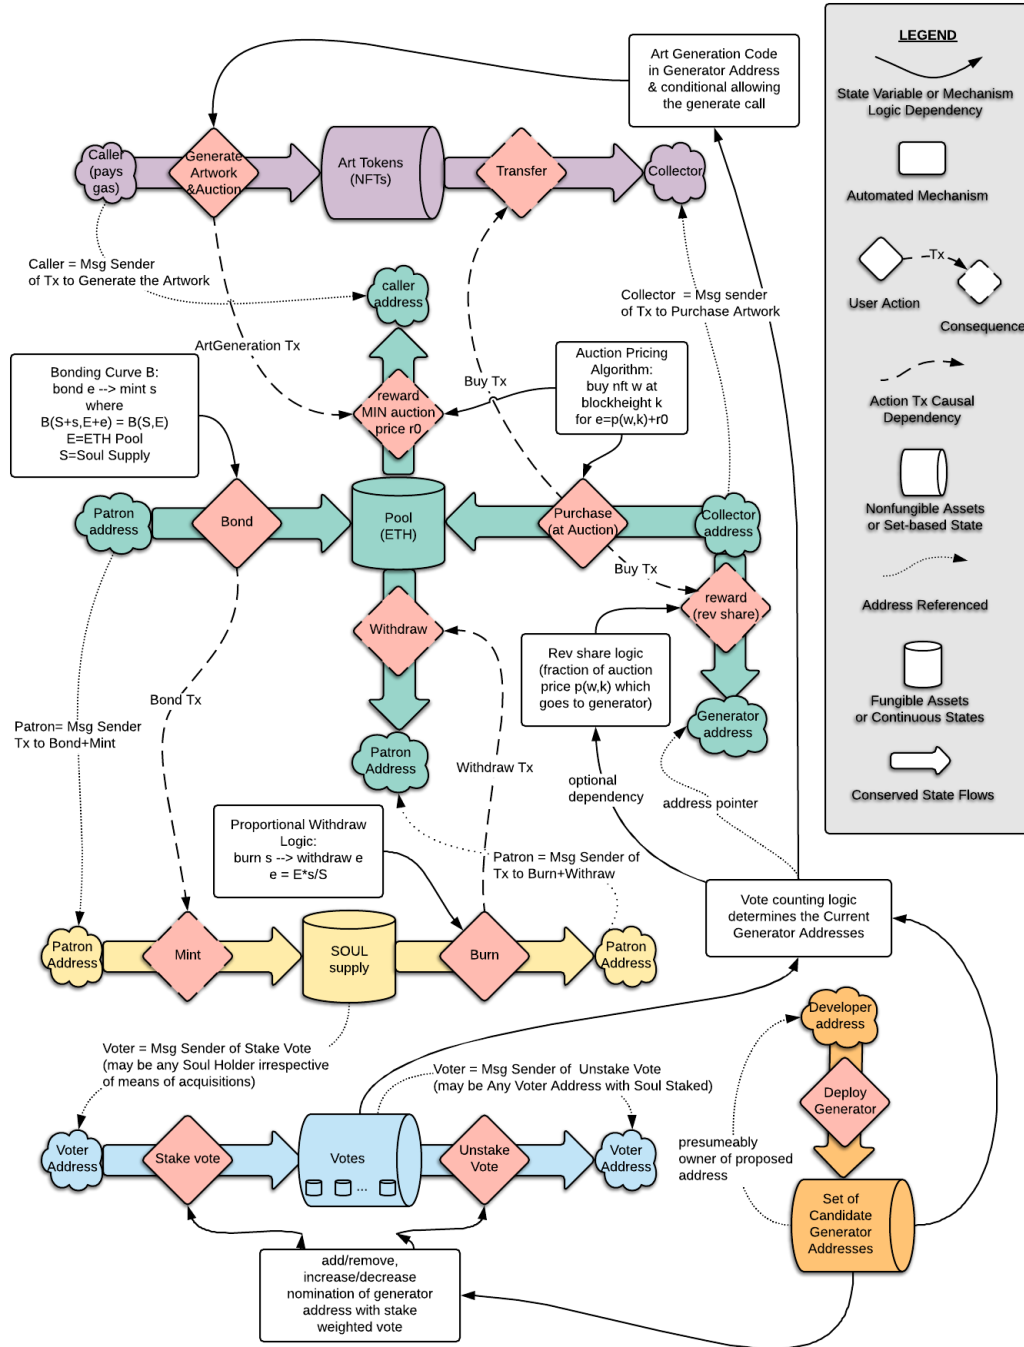 Art Generation Code
in Generator Address
& conditional allowing
the generate call
LEGEND
State Variable or Mechanism
Logic Dependency
Automated Mechanism
Tx
User Action
Consequence
Action Tx Causal
Dependency
Nonfungible Assets
or Set-based State
Address Referenced
Fungible Assets
or Continuous States
Conserved State Flows
Caller
(pays
gas)
Generate
Artwork
&Auction
Art Tokens
(NFTs)
Transfer
Collector
Caller = Msg Sender
of Tx to Generate the Artwork
caller
address
Collector = Msg sender
of Tx to Purchase Artwork
ArtGeneration Tx
Buy Tx
Bonding Curve B:
bond e --> mint s
where
B(S+s,E+e) = B(S,E)
E=ETH Pool
S=Soul Supply
reward
MIN auction
price r0
Auction Pricing
Algorithm:
buy nft w at
blockheight k
for e=p(w,k)+r0
Patron
address
Bond
Pool
(ETH)
Purchase
(at Auction)
Collector
address
Buy Tx
reward
(rev share)
Withdraw
Rev share logic
(fraction of auction
price p(w,k) which
goes to generator)
Generator
address
Bond Tx
Patron= Msg Sender
Tx to Bond+Mint
Patron
Address
Withdraw Tx
optional
dependency
address pointer
Proportional Withdraw
Logic:
burn s --> withdraw e
e = E*s/S
Patron = Msg Sender of
Tx to Burn+Withraw
Vote counting logic
determines the Current
Generator Addresses
Patron
Address
Mint
SOUL
supply
Burn
Patron
Address
Developer
address
Voter = Msg Sender of Stake Vote
(may be any Soul Holder irrespective
of means of acquisitions)
Voter = Msg Sender of Unstake Vote
(may be Any Voter Address with Soul Staked)
Deploy
Generator
presumeably
owner of proposed
address
Voter
Address
Stake vote
Votes
...
Unstake
Vote
Voter
Address
Set of
Candidate
Generator
Addresses
add/remove,
increase/decrease
nomination of generator
address with stake
weighted vote